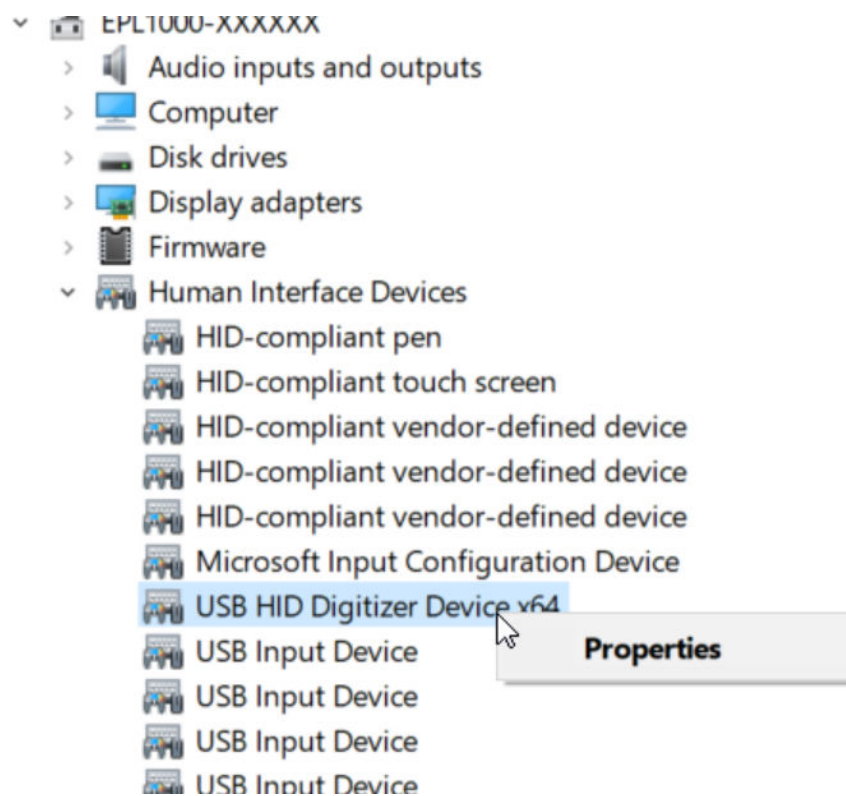 EPL1000-XXXXXX
Audio inputs and outputs
Computer
Disk drives
Display adapters
Firmware
Human Interface Devices
HID-compliant pen
HID-compliant touch screen
HID-compliant vendor-defined device
HID-compliant vendor-defined device
HID-compliant vendor-defined device
Microsoft Input Configuration Device
USB HID Digitizer Device x64
Properties
USB Input Device
USB Input Device
USB Input Device
USB Input Device